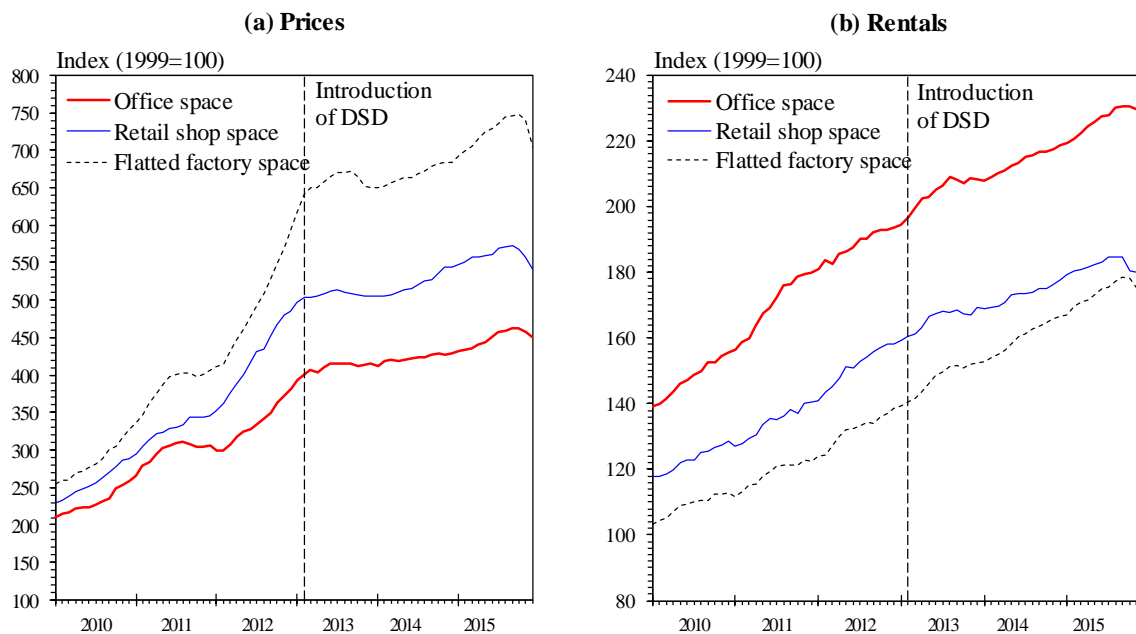 (a) Prices
Index (1999=100)
800
750
700
650
600
550
500
450
400
350
300
250
200
150
100
Office space
Retail shop space
Flatted factory space
Introduction
of DSD
2010 2011 2012 2013 2014 2015
(b) Rentals
Index (1999=100)
240
220
200
180
160
140
120
100
80
Office space
Retail shop space
Flatted factory space
Introduction
of DSD
2010 2011 2012 2013 2014 2015